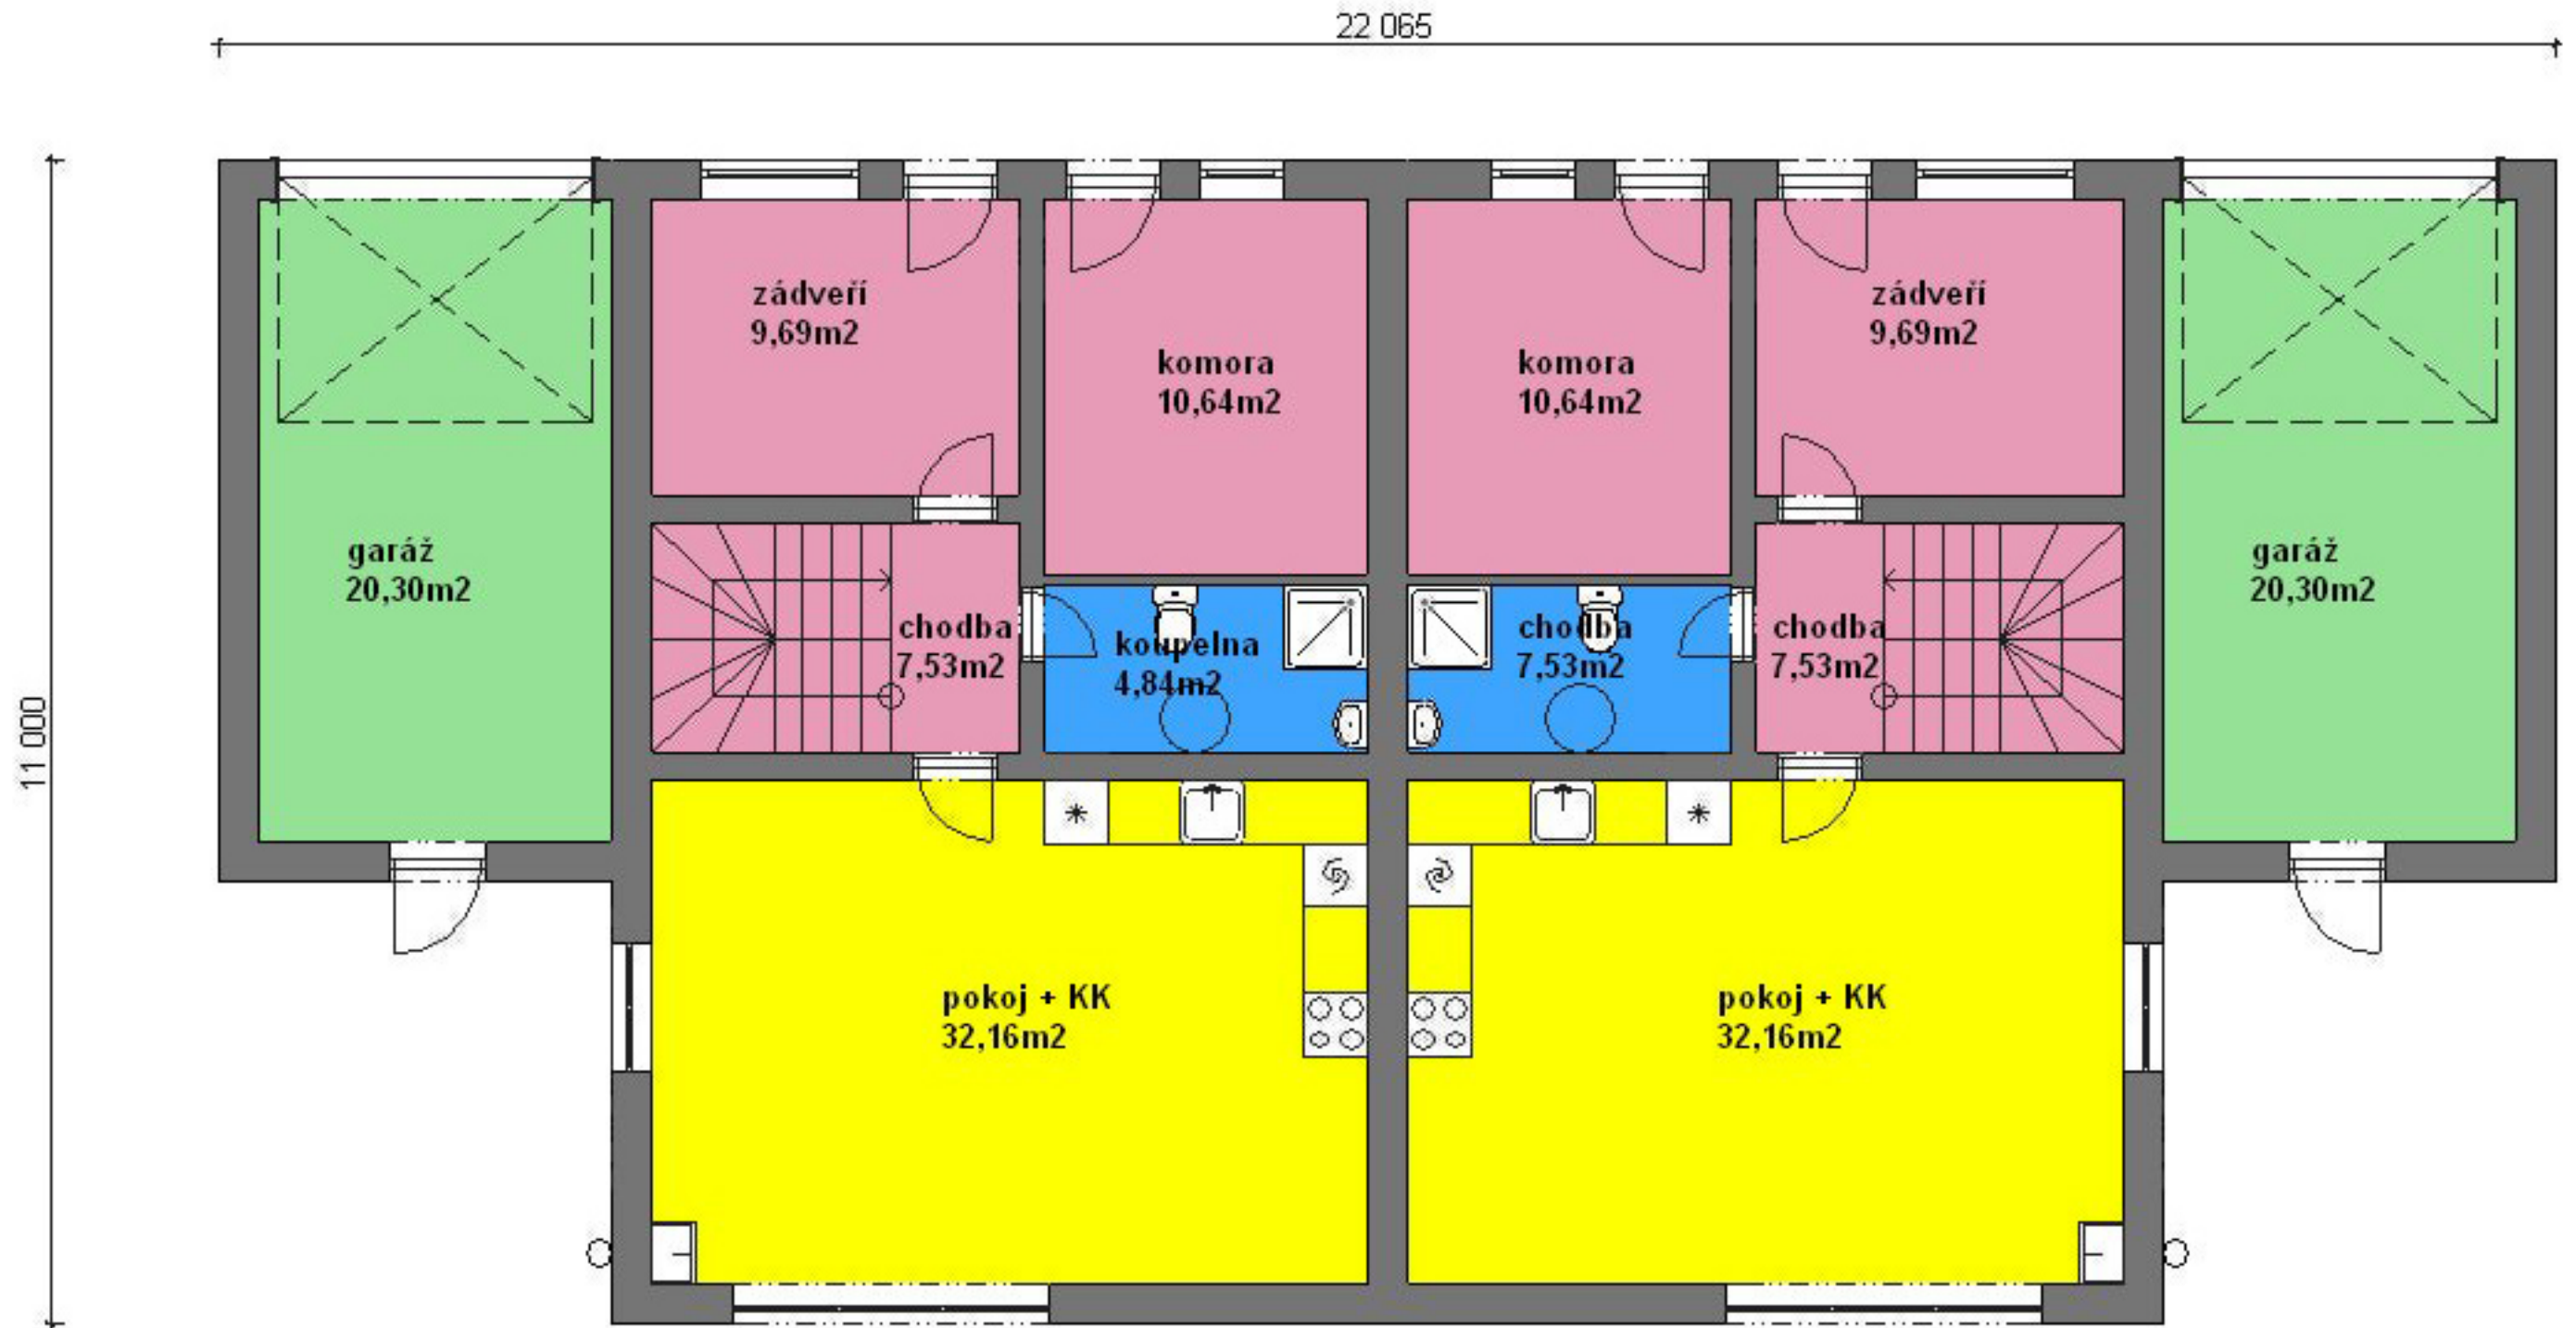 22 065
11 000
garáž
20,30m2
zádveří
9,69m2
komora
10,64m2
komora
10,64m2
zádveří
9,69m2
garáž
20,30m2
chodba
7,53m2
koupelna
4,84m2
chodba
7,53m2
chodba
7,53m2
pokoj + KK
32,16m2
pokoj + KK
32,16m2